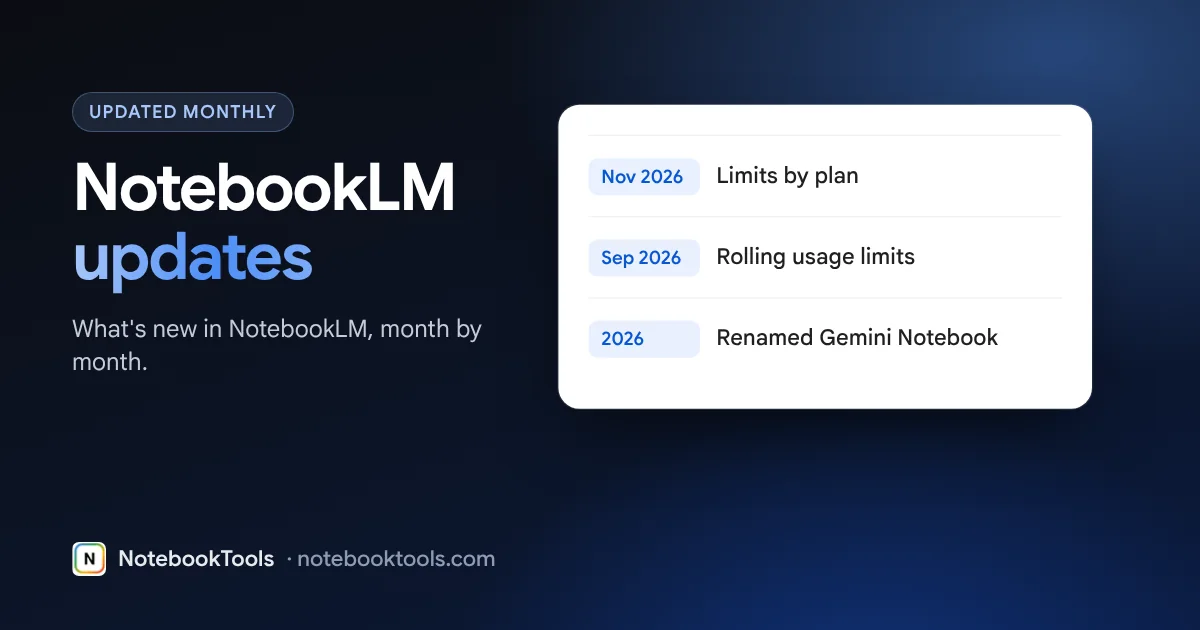 UPDATED MONTHLY
NotebookLM
updates
What's new in NotebookLM, month by
month.
Nov 2026 Limits by plan
Sep 2026 Rolling usage limits
2026 Renamed Gemini Notebook
N NotebookTools · notebooktools.com